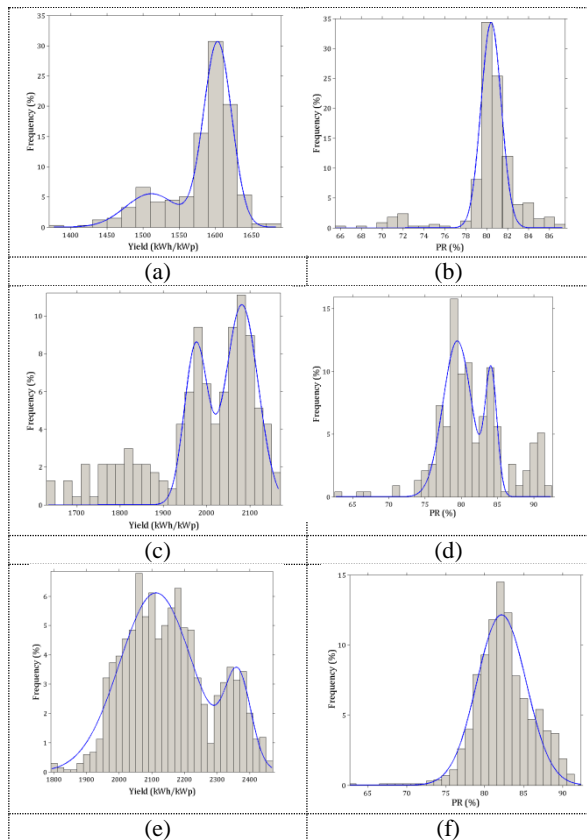 35
30
25
20
15
10
5
0
Frequency (%)
1400 1450 1500 1550 1600 1650
Yield (kWh/kWp)
35
30
25
20
15
10
5
0
Frequency (%)
66 68 70 72 74 76 78 80 82 84 86
PR (%)
(a) (b)
10
8
6
4
2
0
Frequency (%)
1700 1800 1900 2000 2100
Yield (kWh/kWp)
15
10
5
0
Frequency (%)
65 70 75 80 85 90
PR (%)
(c) (d)
6
5
4
3
2
1
0
Frequency (%)
1800 1900 2000 2100 2200 2300 2400
Yield (kWh/kWp)
15
10
5
0
Frequency (%)
65 70 75 80 85 90
PR (%)
(e) (f)